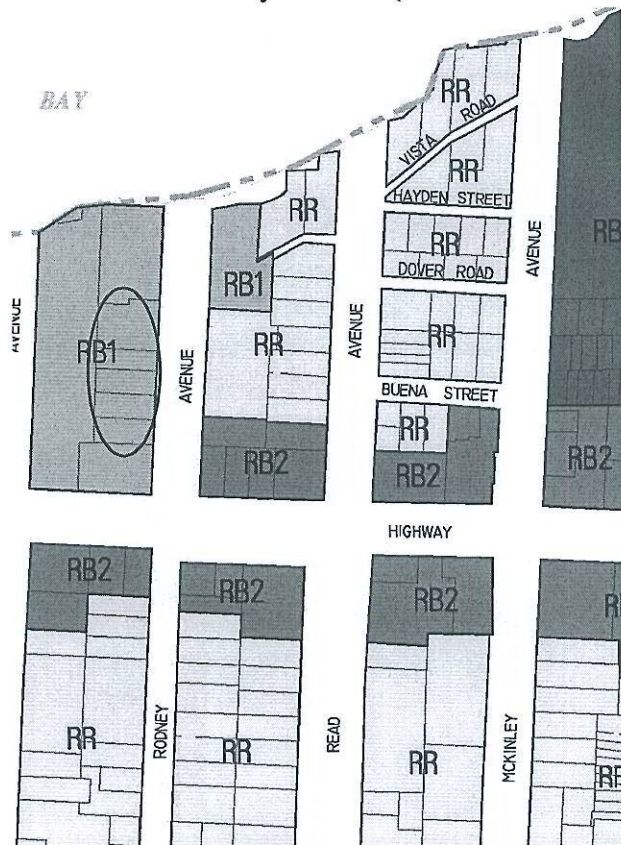 BAY
RR
VISTA ROAD
RR
HAYDEN STREET
RR
RR
DOVER ROAD
RB1
RB1
RR
RR
AVENUE
AVENUE
AVENUE
AVENUE
BUENA STREET
RR
RB2
RB2
RB2
HIGHWAY
RB2
RB2
RB2
RR
RR
RR
RODNEY
READ
MCKINLEY